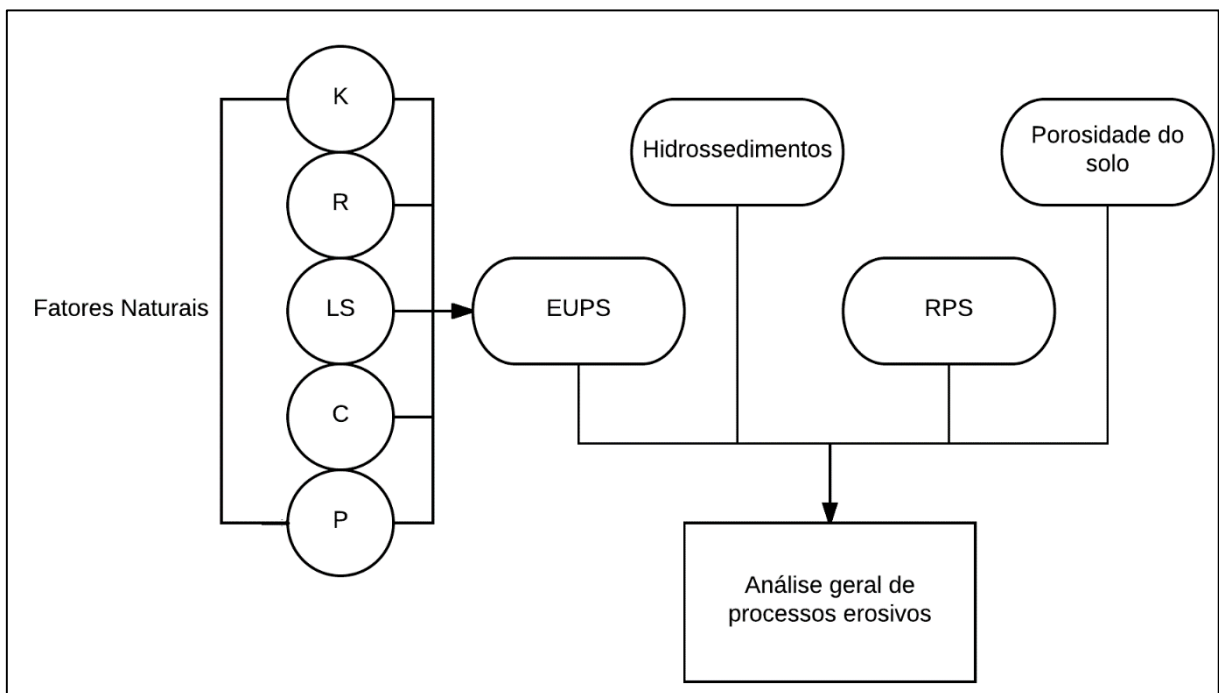 Fatores Naturais
K
R
LS
C
P
EUPS
Hidrossedimentos
RPS
Porosidade do
solo
Análise geral de
processos erosivos